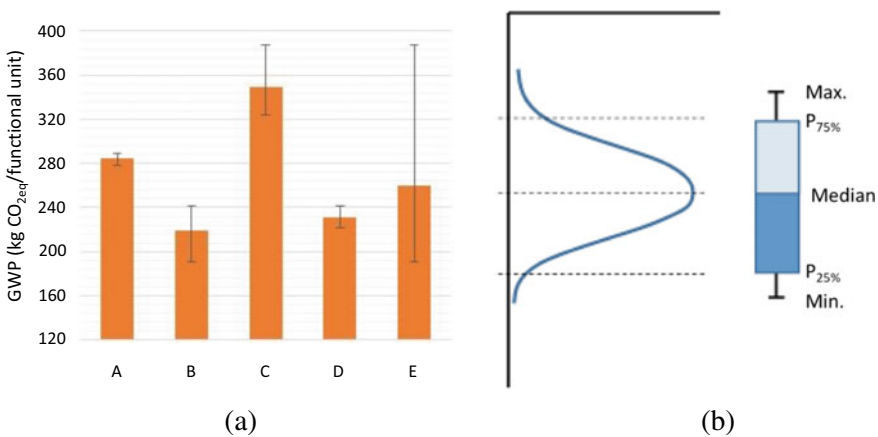 GWP (kg CO2eq/functional unit)
400
360
320
280
240
200
160
120
A B C D E
(a)
Max.
P75%
Median
P25%
Min.
(b)